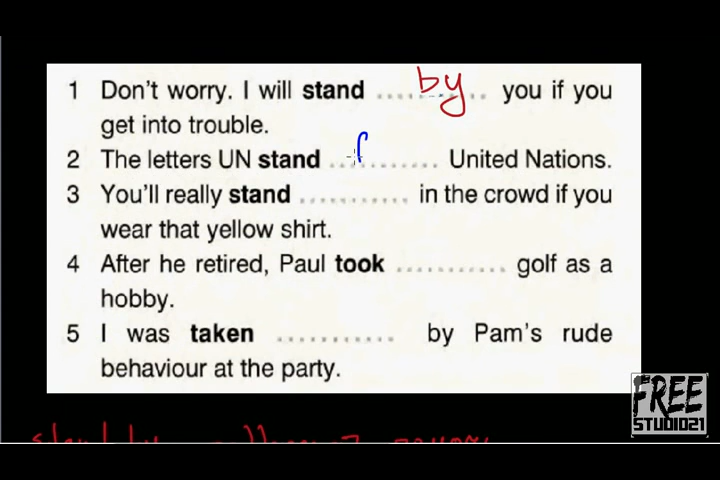 1 Don't worry. I will stand ..... by ..... you if you
get into trouble.
2 The letters UN stand ........... United Nations.
3 You'll really stand ........... in the crowd if you
wear that yellow shirt.
4 After he retired, Paul took ........... golf as a
hobby.
5 I was taken ............ by Pam's rude
behaviour at the party.
FREE
STUDIO21